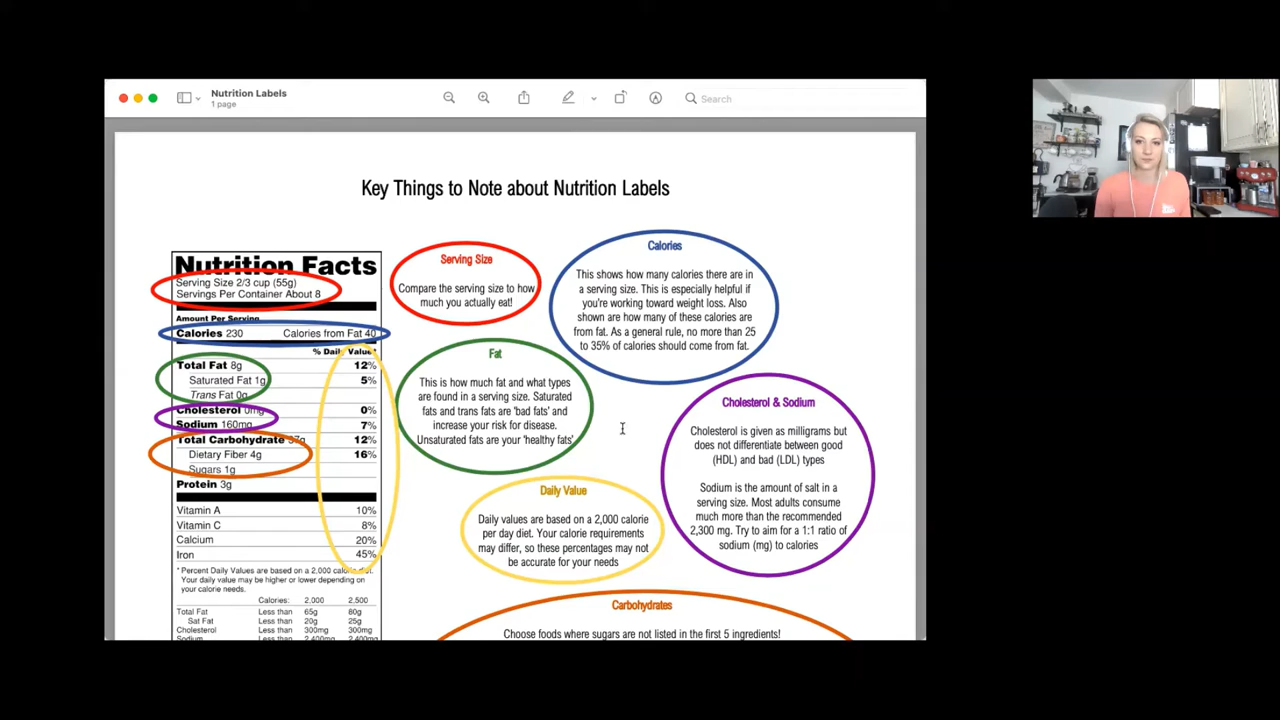 Nutrition Labels
1 page
Search
Key Things to Note about Nutrition Labels
Nutrition Facts
Serving Size 2/3 cup (55g)
Servings Per Container About 8
Amount Per Serving
Calories 230 Calories from Fat 40
% Daily Value*
Total Fat 8g 12%
Saturated Fat 1g 5%
Trans Fat 0g
Cholesterol 0mg 0%
Sodium 160mg 7%
Total Carbohydrate 37g 12%
Dietary Fiber 4g 16%
Sugars 1g
Protein 3g
Vitamin A 10%
Vitamin C 8%
Calcium 20%
Iron 45%
* Percent Daily Values are based on a 2,000 calorie diet.
Your daily value may be higher or lower depending on
your calorie needs.
Calories: 2,000 2,500
Total Fat Less than 65g 80g
Sat Fat Less than 20g 25g
Cholesterol Less than 300mg 300mg
Sodium Less than 2,400mg 2,400mg
Serving Size
Compare the serving size to how
much you actually eat!
Calories
This shows how many calories there are in
a serving size. This is especially helpful if
you're working toward weight loss. Also
shown are how many of these calories are
from fat. As a general rule, no more than 25
to 35% of calories should come from fat.
Fat
This is how much fat and what types
are found in a serving size. Saturated
fats and trans fats are 'bad fats' and
increase your risk for disease.
Unsaturated fats are your 'healthy fats'
Cholesterol & Sodium
Cholesterol is given as milligrams but
does not differentiate between good
(HDL) and bad (LDL) types
Sodium is the amount of salt in a
serving size. Most adults consume
much more than the recommended
2,300 mg. Try to aim for a 1:1 ratio of
sodium (mg) to calories
Daily Value
Daily values are based on a 2,000 calorie
per day diet. Your calorie requirements
may differ, so these percentages may not
be accurate for your needs
Carbohydrates
Choose foods where sugars are not listed in the first 5 ingredients!